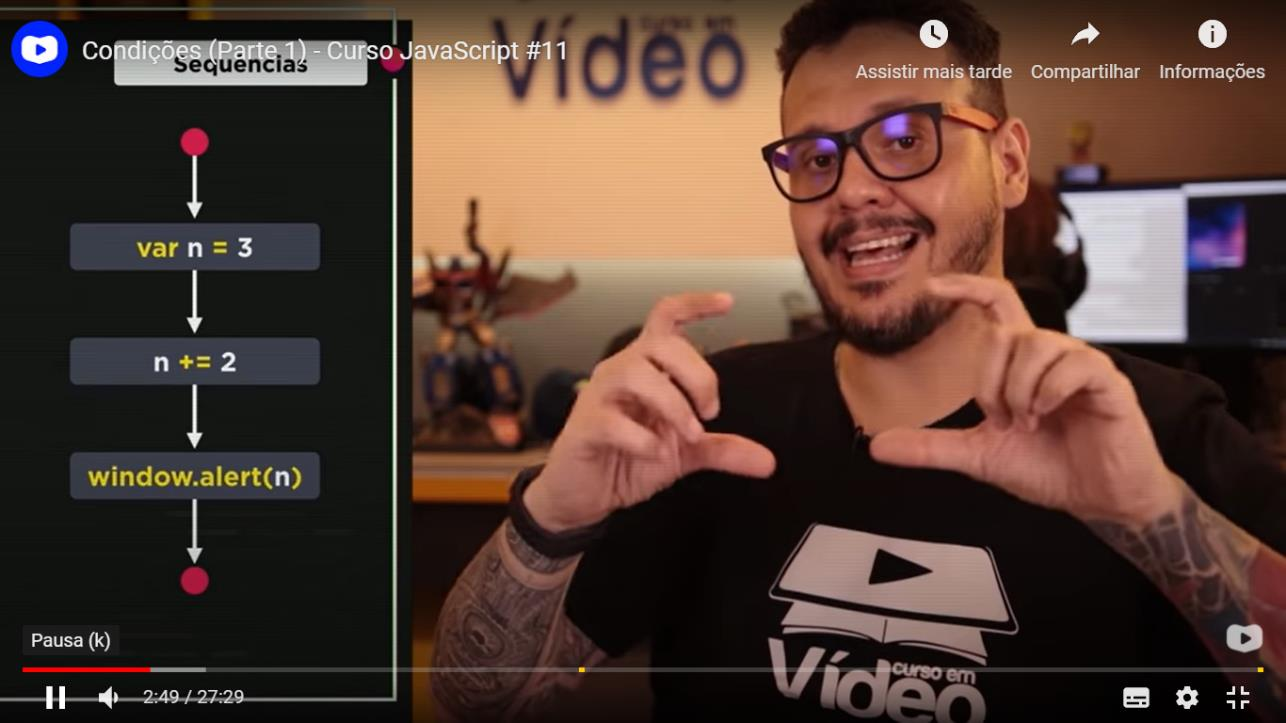 Condições (Parte 1) - Curso JavaScript #11
Assistir mais tarde
Compartilhar
Informações
Sequências
curso em
Vídeo
var n = 3
n += 2
window.alert(n)
curso em
Vídeo
Pausa (k)
2:49 / 27:29